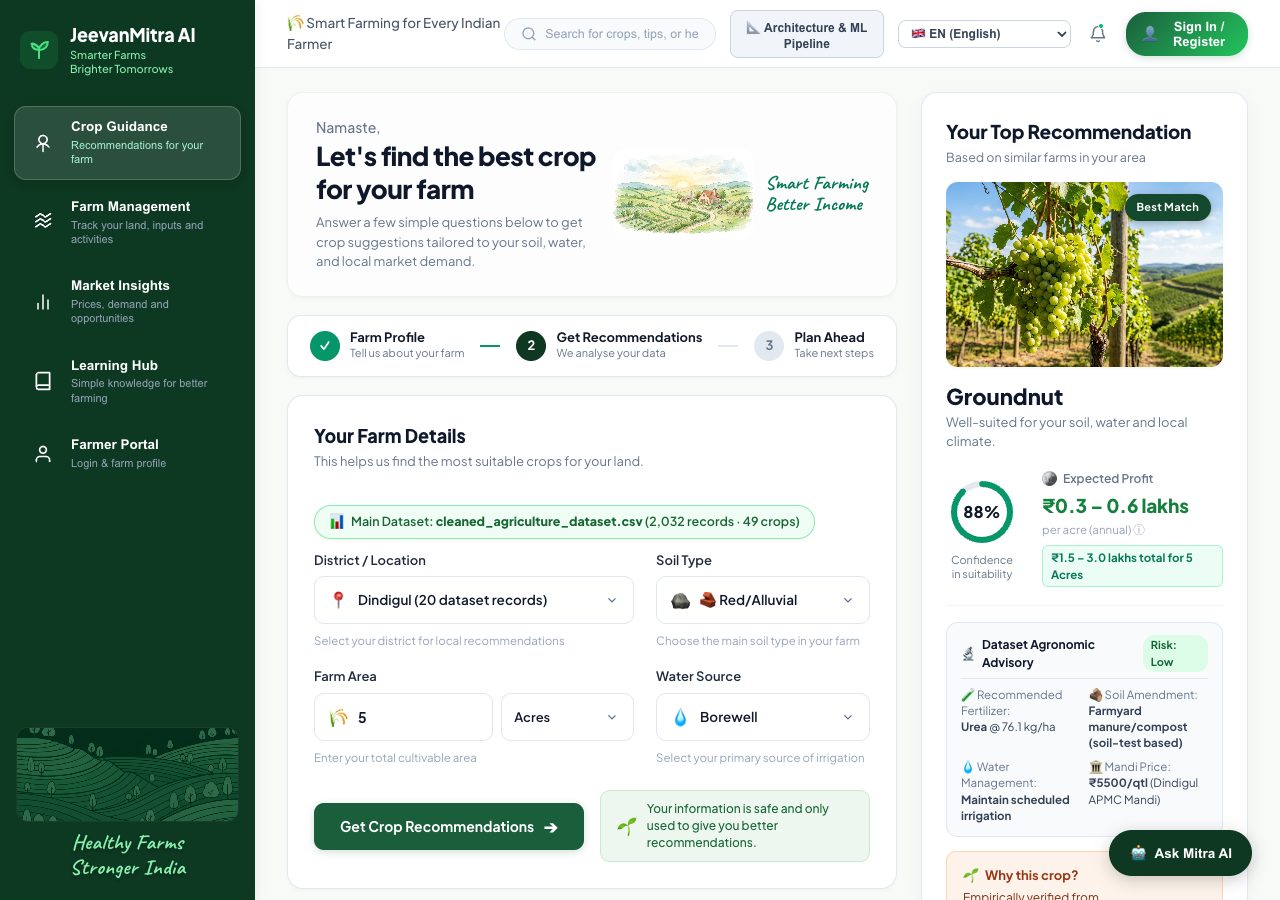 JeevanMitra AI
Smarter Farms
Brighter Tomorrows
Crop Guidance
Recommendations for your
farm
Farm Management
Track your land, inputs and
activities
Market Insights
Prices, demand and
opportunities
Learning Hub
Simple knowledge for better
farming
Farmer Portal
Login & farm profile
Healthy Farms
Stronger India
🌾 Smart Farming for Every Indian
Farmer
Search for crops, tips, or he
📐 Architecture & ML
Pipeline
🇬🇧 EN (English)
👤 Sign In /
Register
Namaste,
Let's find the best crop
for your farm
Answer a few simple questions below to get
crop suggestions tailored to your soil, water,
and local market demand.
Smart Farming
Better Income
✓ Farm Profile
Tell us about your farm
2 Get Recommendations
We analyse your data
3 Plan Ahead
Take next steps
Your Farm Details
This helps us find the most suitable crops for your land.
📊 Main Dataset: cleaned_agriculture_dataset.csv (2,032 records · 49 crops)
District / Location
📍 Dindigul (20 dataset records)
Select your district for local recommendations
Soil Type
Red/Alluvial
Choose the main soil type in your farm
Farm Area
🌾 5
Acres
Enter your total cultivable area
Water Source
💧 Borewell
Select your primary source of irrigation
Get Crop Recommendations →
🌱 Your information is safe and only
used to give you better
recommendations.
Your Top Recommendation
Based on similar farms in your area
Best Match
Groundnut
Well-suited for your soil, water and local
climate.
88%
Confidence
in suitability
Expected Profit
₹0.3 – 0.6 lakhs
per acre (annual) ⓘ
₹1.5 – 3.0 lakhs total for 5
Acres
🔬 Dataset Agronomic
Advisory
Risk:
Low
🧪 Recommended
Fertilizer:
Urea @ 76.1 kg/ha
Soil Amendment:
Farmyard
manure/compost
(soil-test based)
💧 Water
Management:
Maintain scheduled
irrigation
🏛️ Mandi Price:
₹5500/qtl (Dindigul
APMC Mandi)
🌱 Why this crop?
Empirically verified from
🤖 Ask Mitra AI